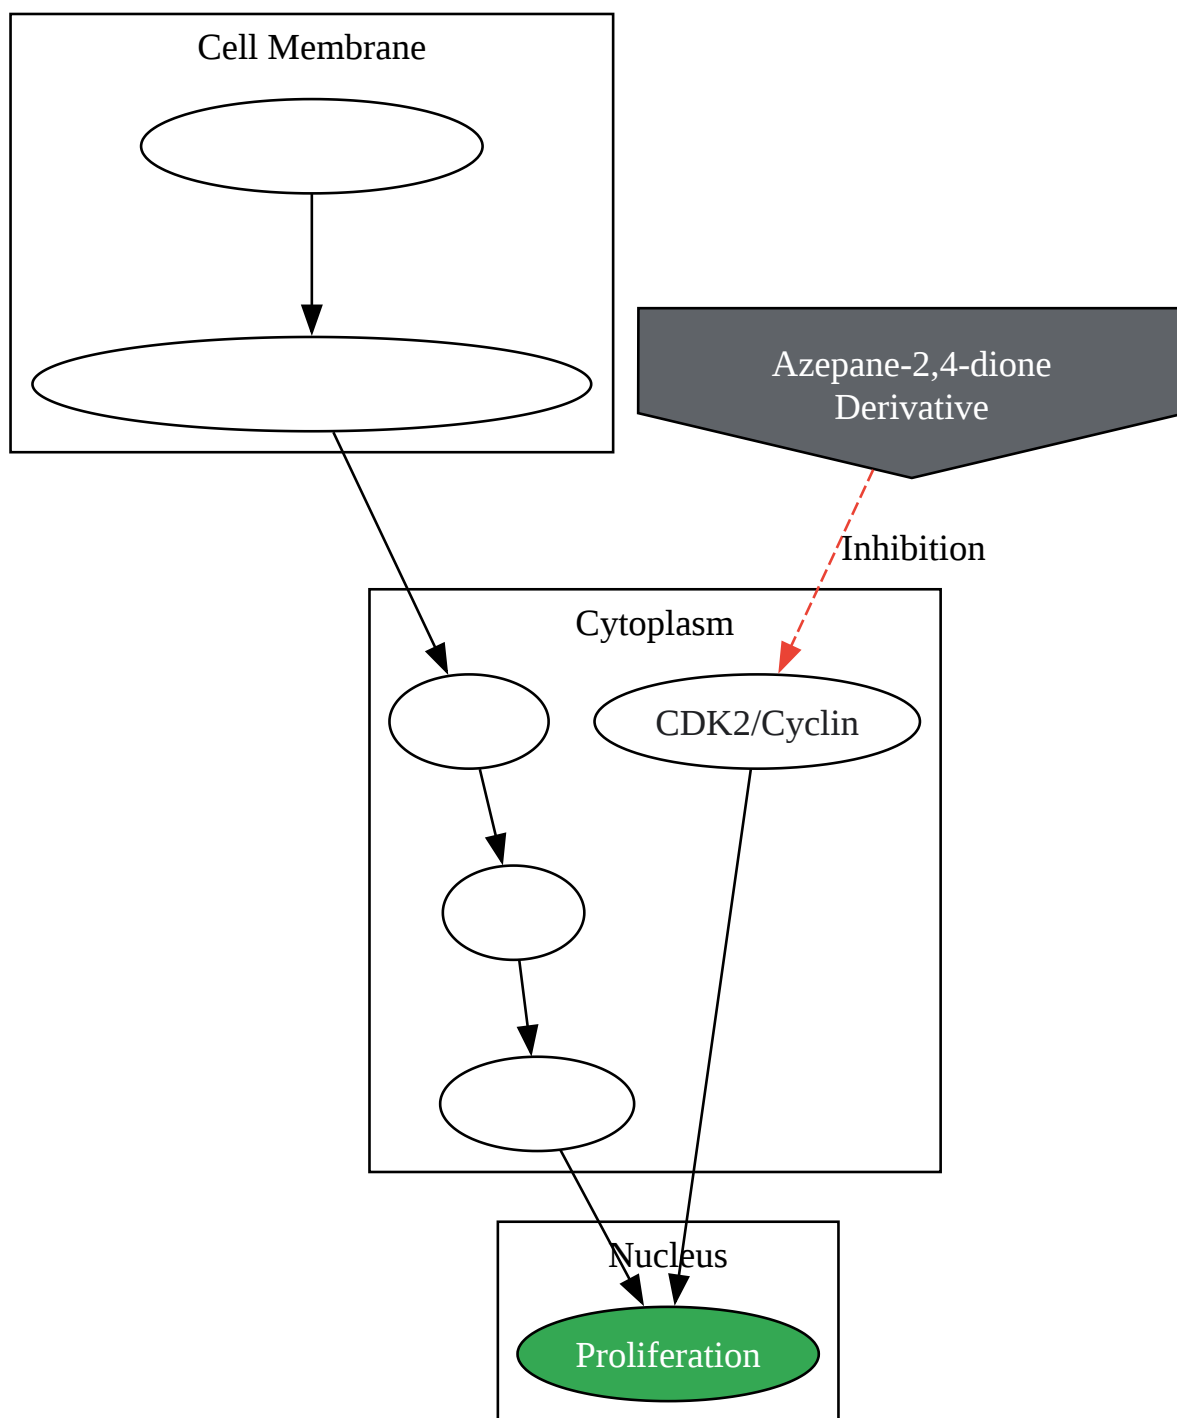 Cell Membrane
Azepane-2,4-dione
Derivative
Inhibition
Cytoplasm
CDK2/Cyclin
Nucleus
Proliferation